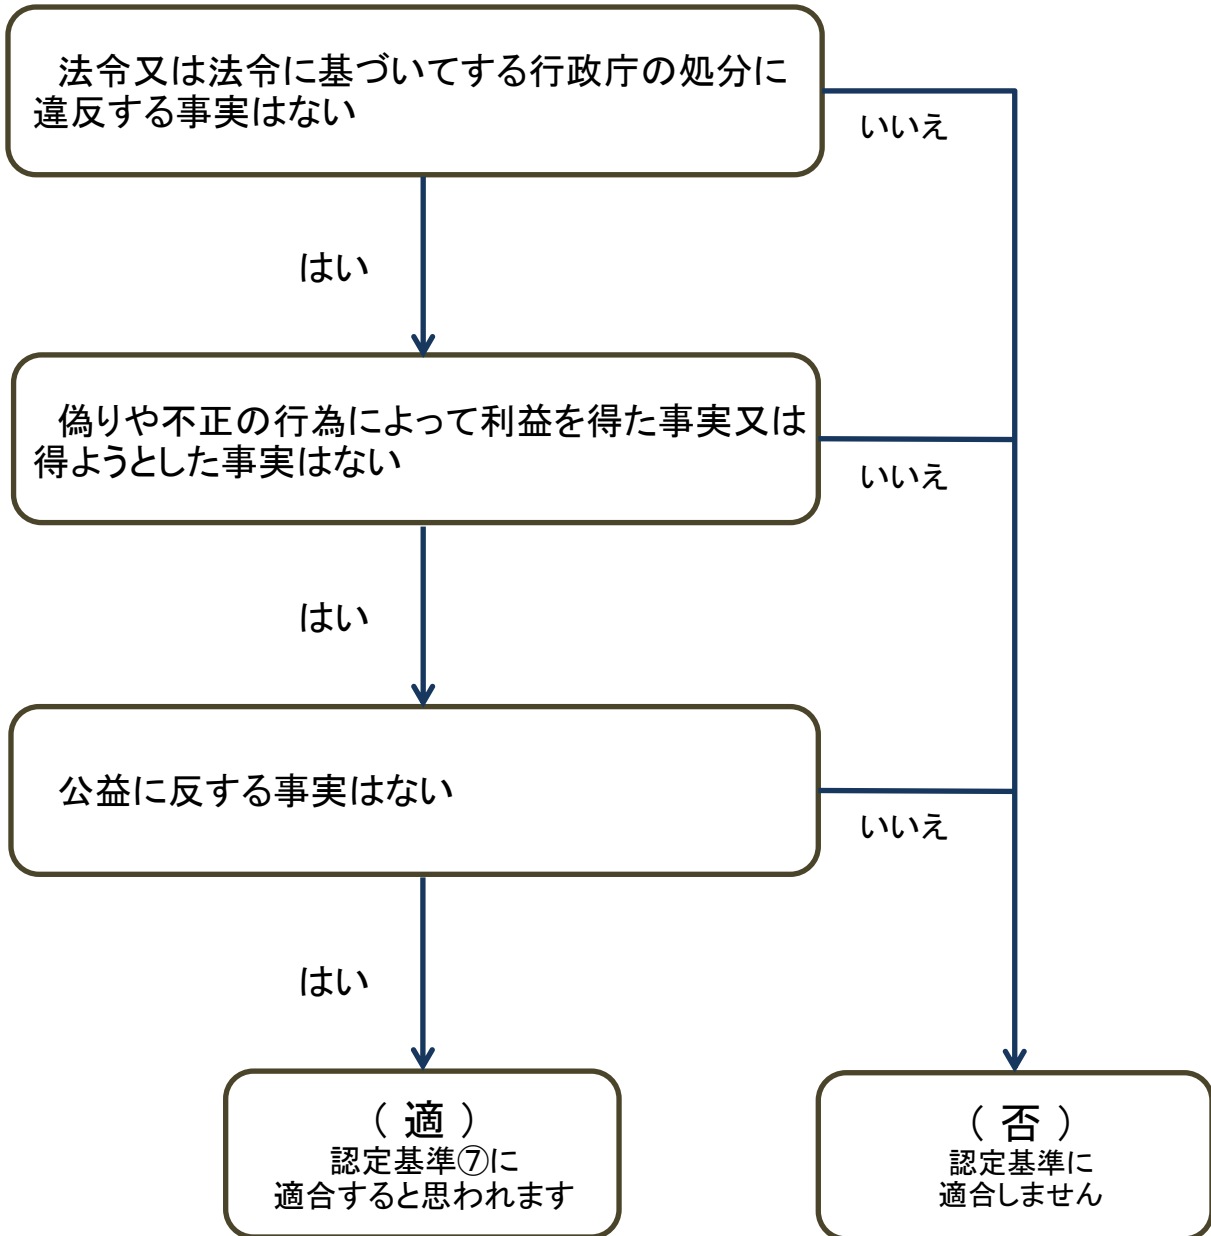 法令又は法令に基づいてする行政庁の処分に
違反する事実はない
いいえ
はい
偽りや不正の行為によって利益を得た事実又は
得ようとした事実はない
いいえ
はい
公益に反する事実はない
いいえ
はい
（ 適 ）
認定基準⑦に
適合すると思われます
（ 否 ）
認定基準に
適合しません